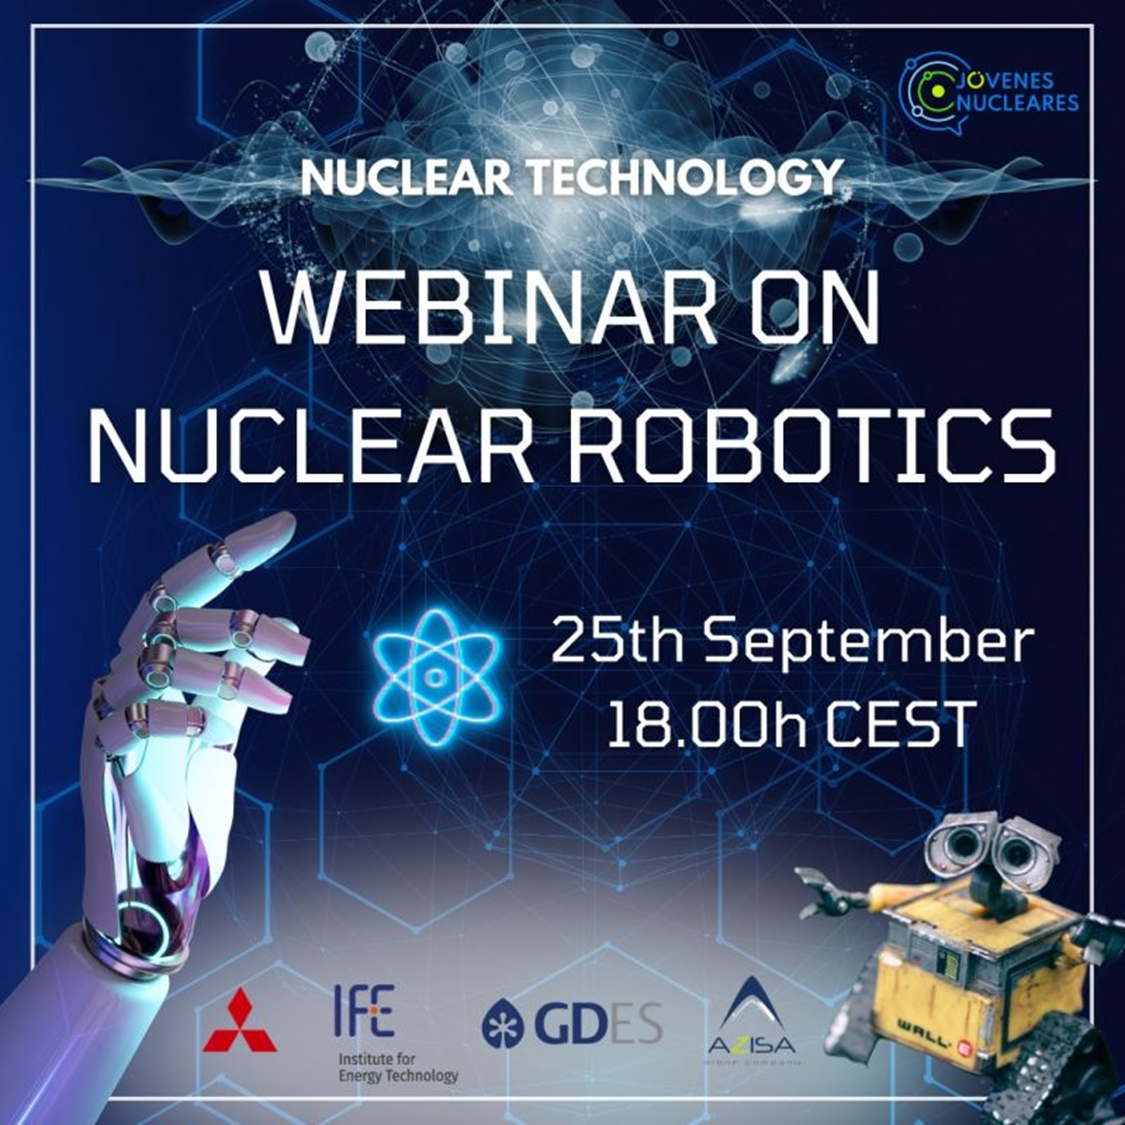 JÓVENES
NUCLEARES
NUCLEAR TECHNOLOGY
WEBINAR ON
NUCLEAR ROBOTICS
25th September
18.00h CEST
IFE
Institute for
Energy Technology
GDES
AZISA
WALL·E